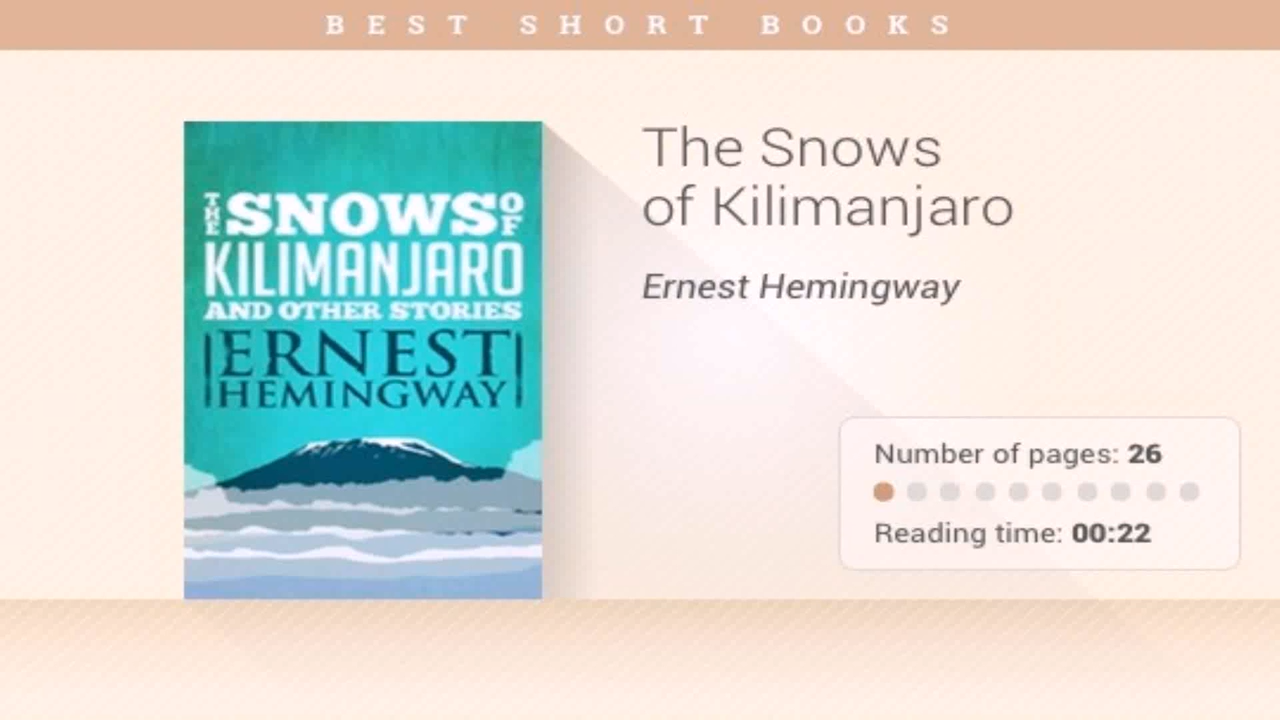 BEST SHORT BOOKS
THE SNOWS OF
KILIMANJARO
AND OTHER STORIES
ERNEST
HEMINGWAY
The Snows
of Kilimanjaro
Ernest Hemingway
Number of pages: 26
Reading time: 00:22